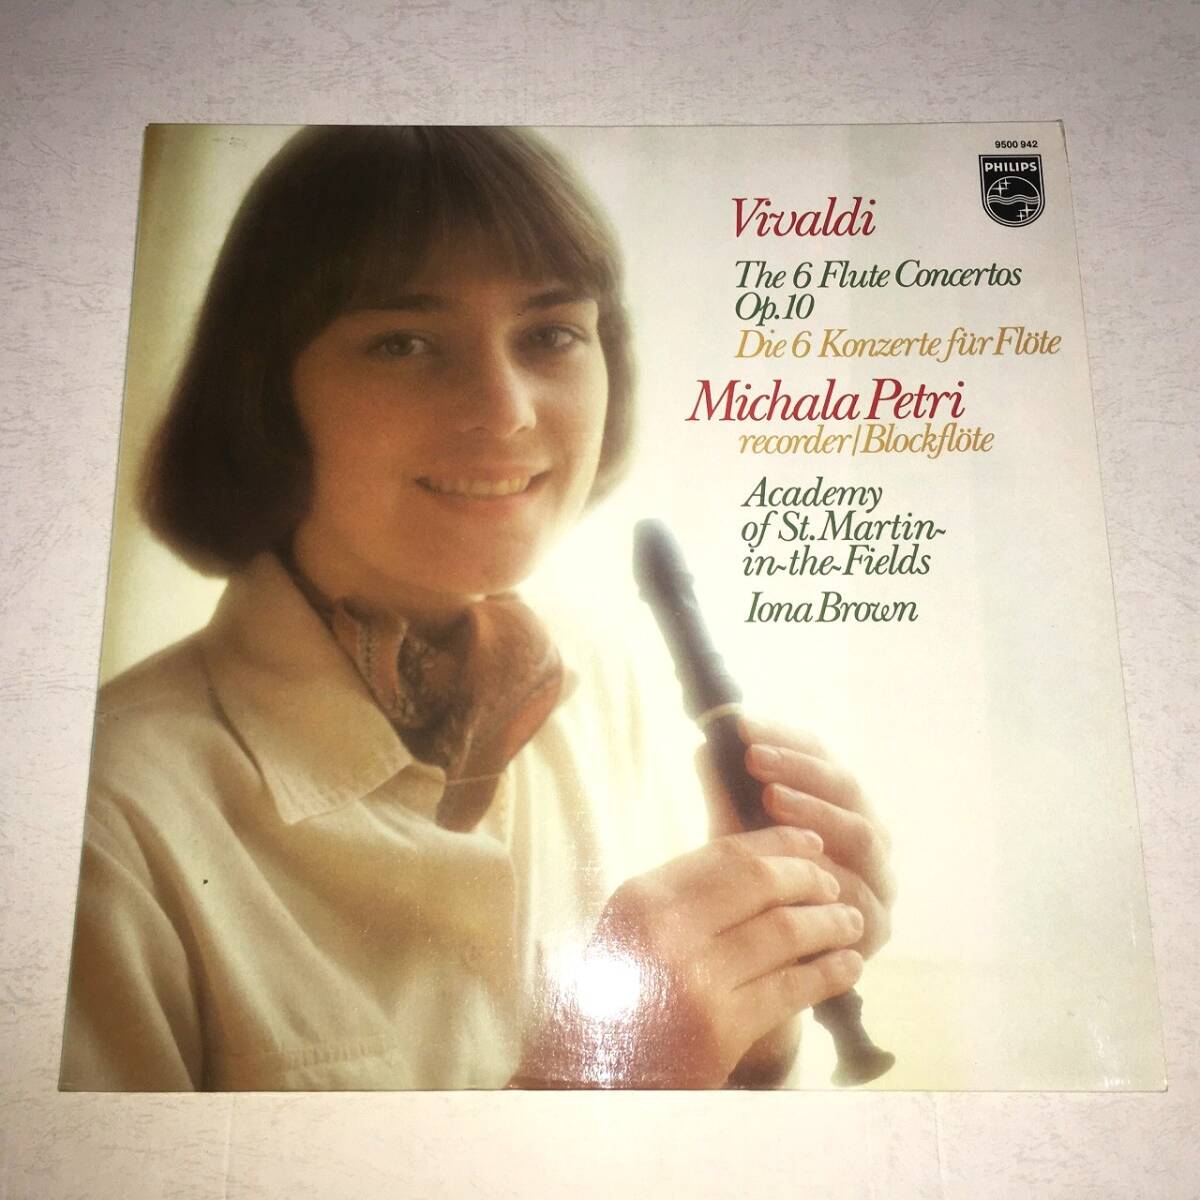 9500 942
PHILIPS
Vivaldi
The 6 Flute Concertos
Op.10
Die 6 Konzerte für Flöte
Michala Petri
recorder/Blockflöte
Academy
of St. Martin-
in-the-Fields
Iona Brown